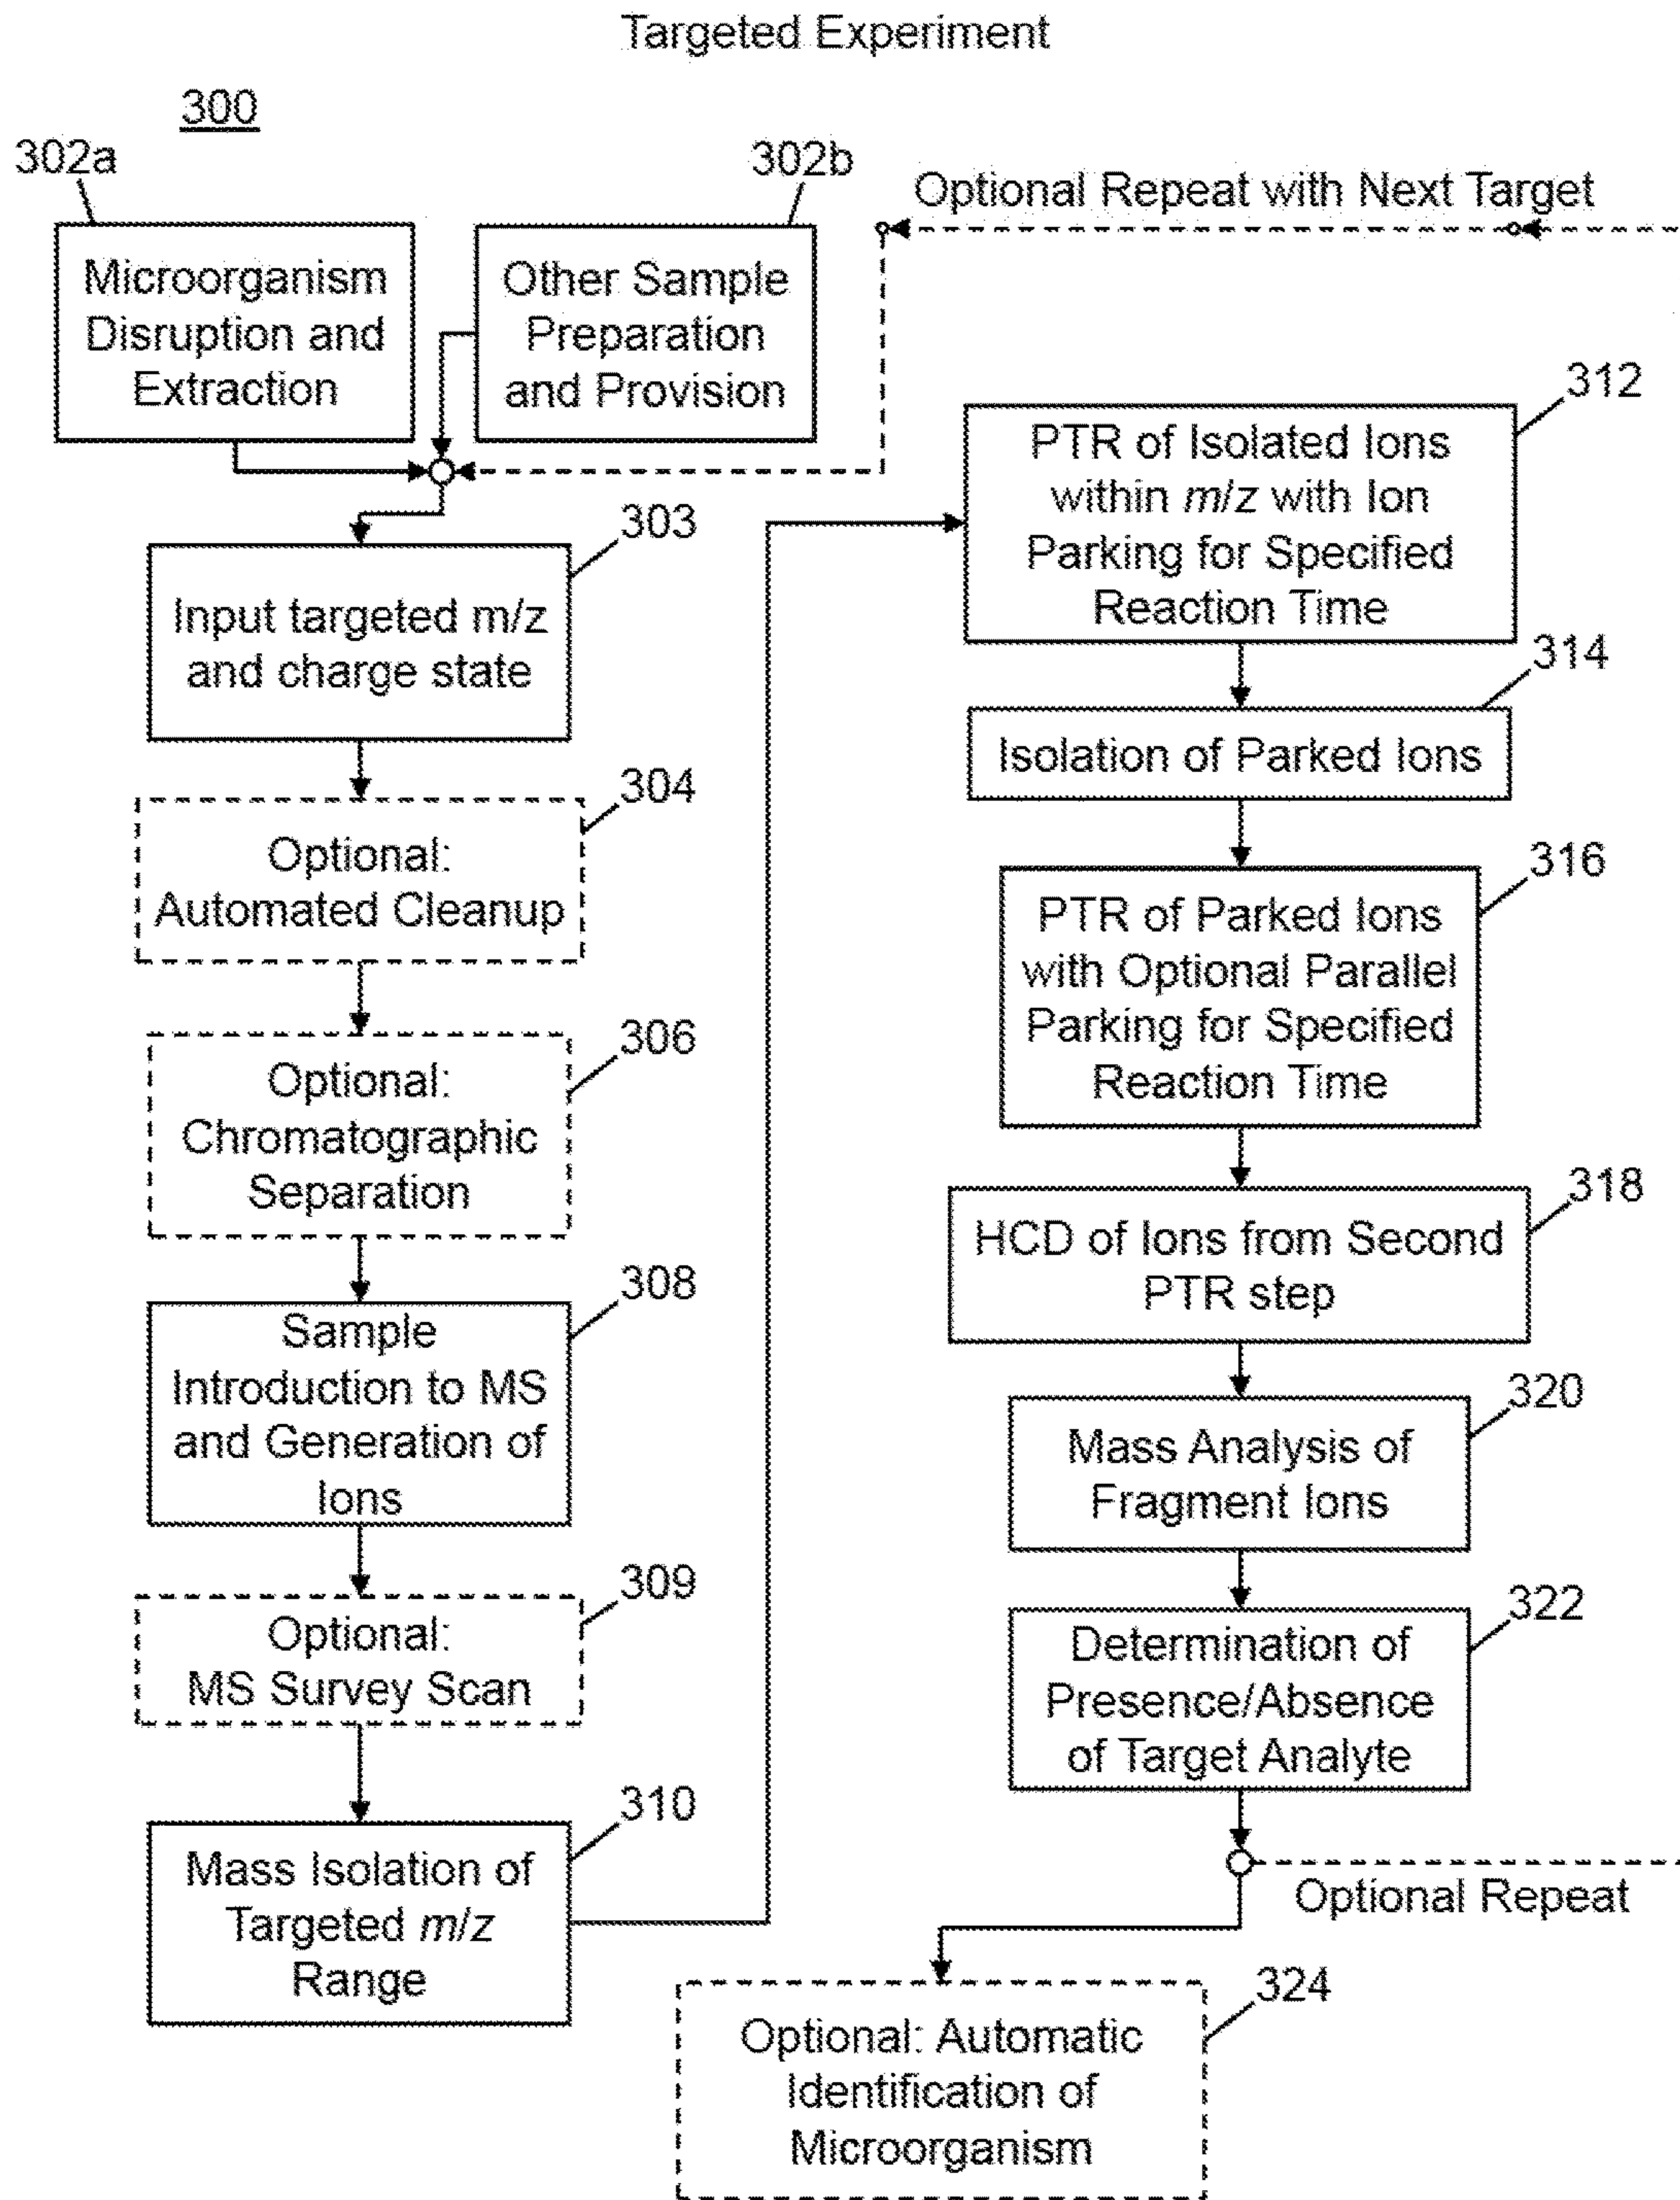 Targeted Experiment
300
302a
302b
Optional Repeat with Next Target
Microorganism
Disruption and
Extraction
Other Sample
Preparation
and Provision
303
Input targeted m/z
and charge state
304
Optional:
Automated Cleanup
306
Optional:
Chromatographic
Separation
308
Sample
Introduction to MS
and Generation of
Ions
309
Optional:
MS Survey Scan
310
Mass Isolation of
Targeted m/z
Range
312
PTR of Isolated Ions
within m/z with Ion
Parking for Specified
Reaction Time
314
Isolation of Parked Ions
316
PTR of Parked Ions
with Optional Parallel
Parking for Specified
Reaction Time
318
HCD of Ions from Second
PTR step
320
Mass Analysis of
Fragment Ions
322
Determination of
Presence/Absence
of Target Analyte
Optional Repeat
324
Optional: Automatic
Identification of
Microorganism